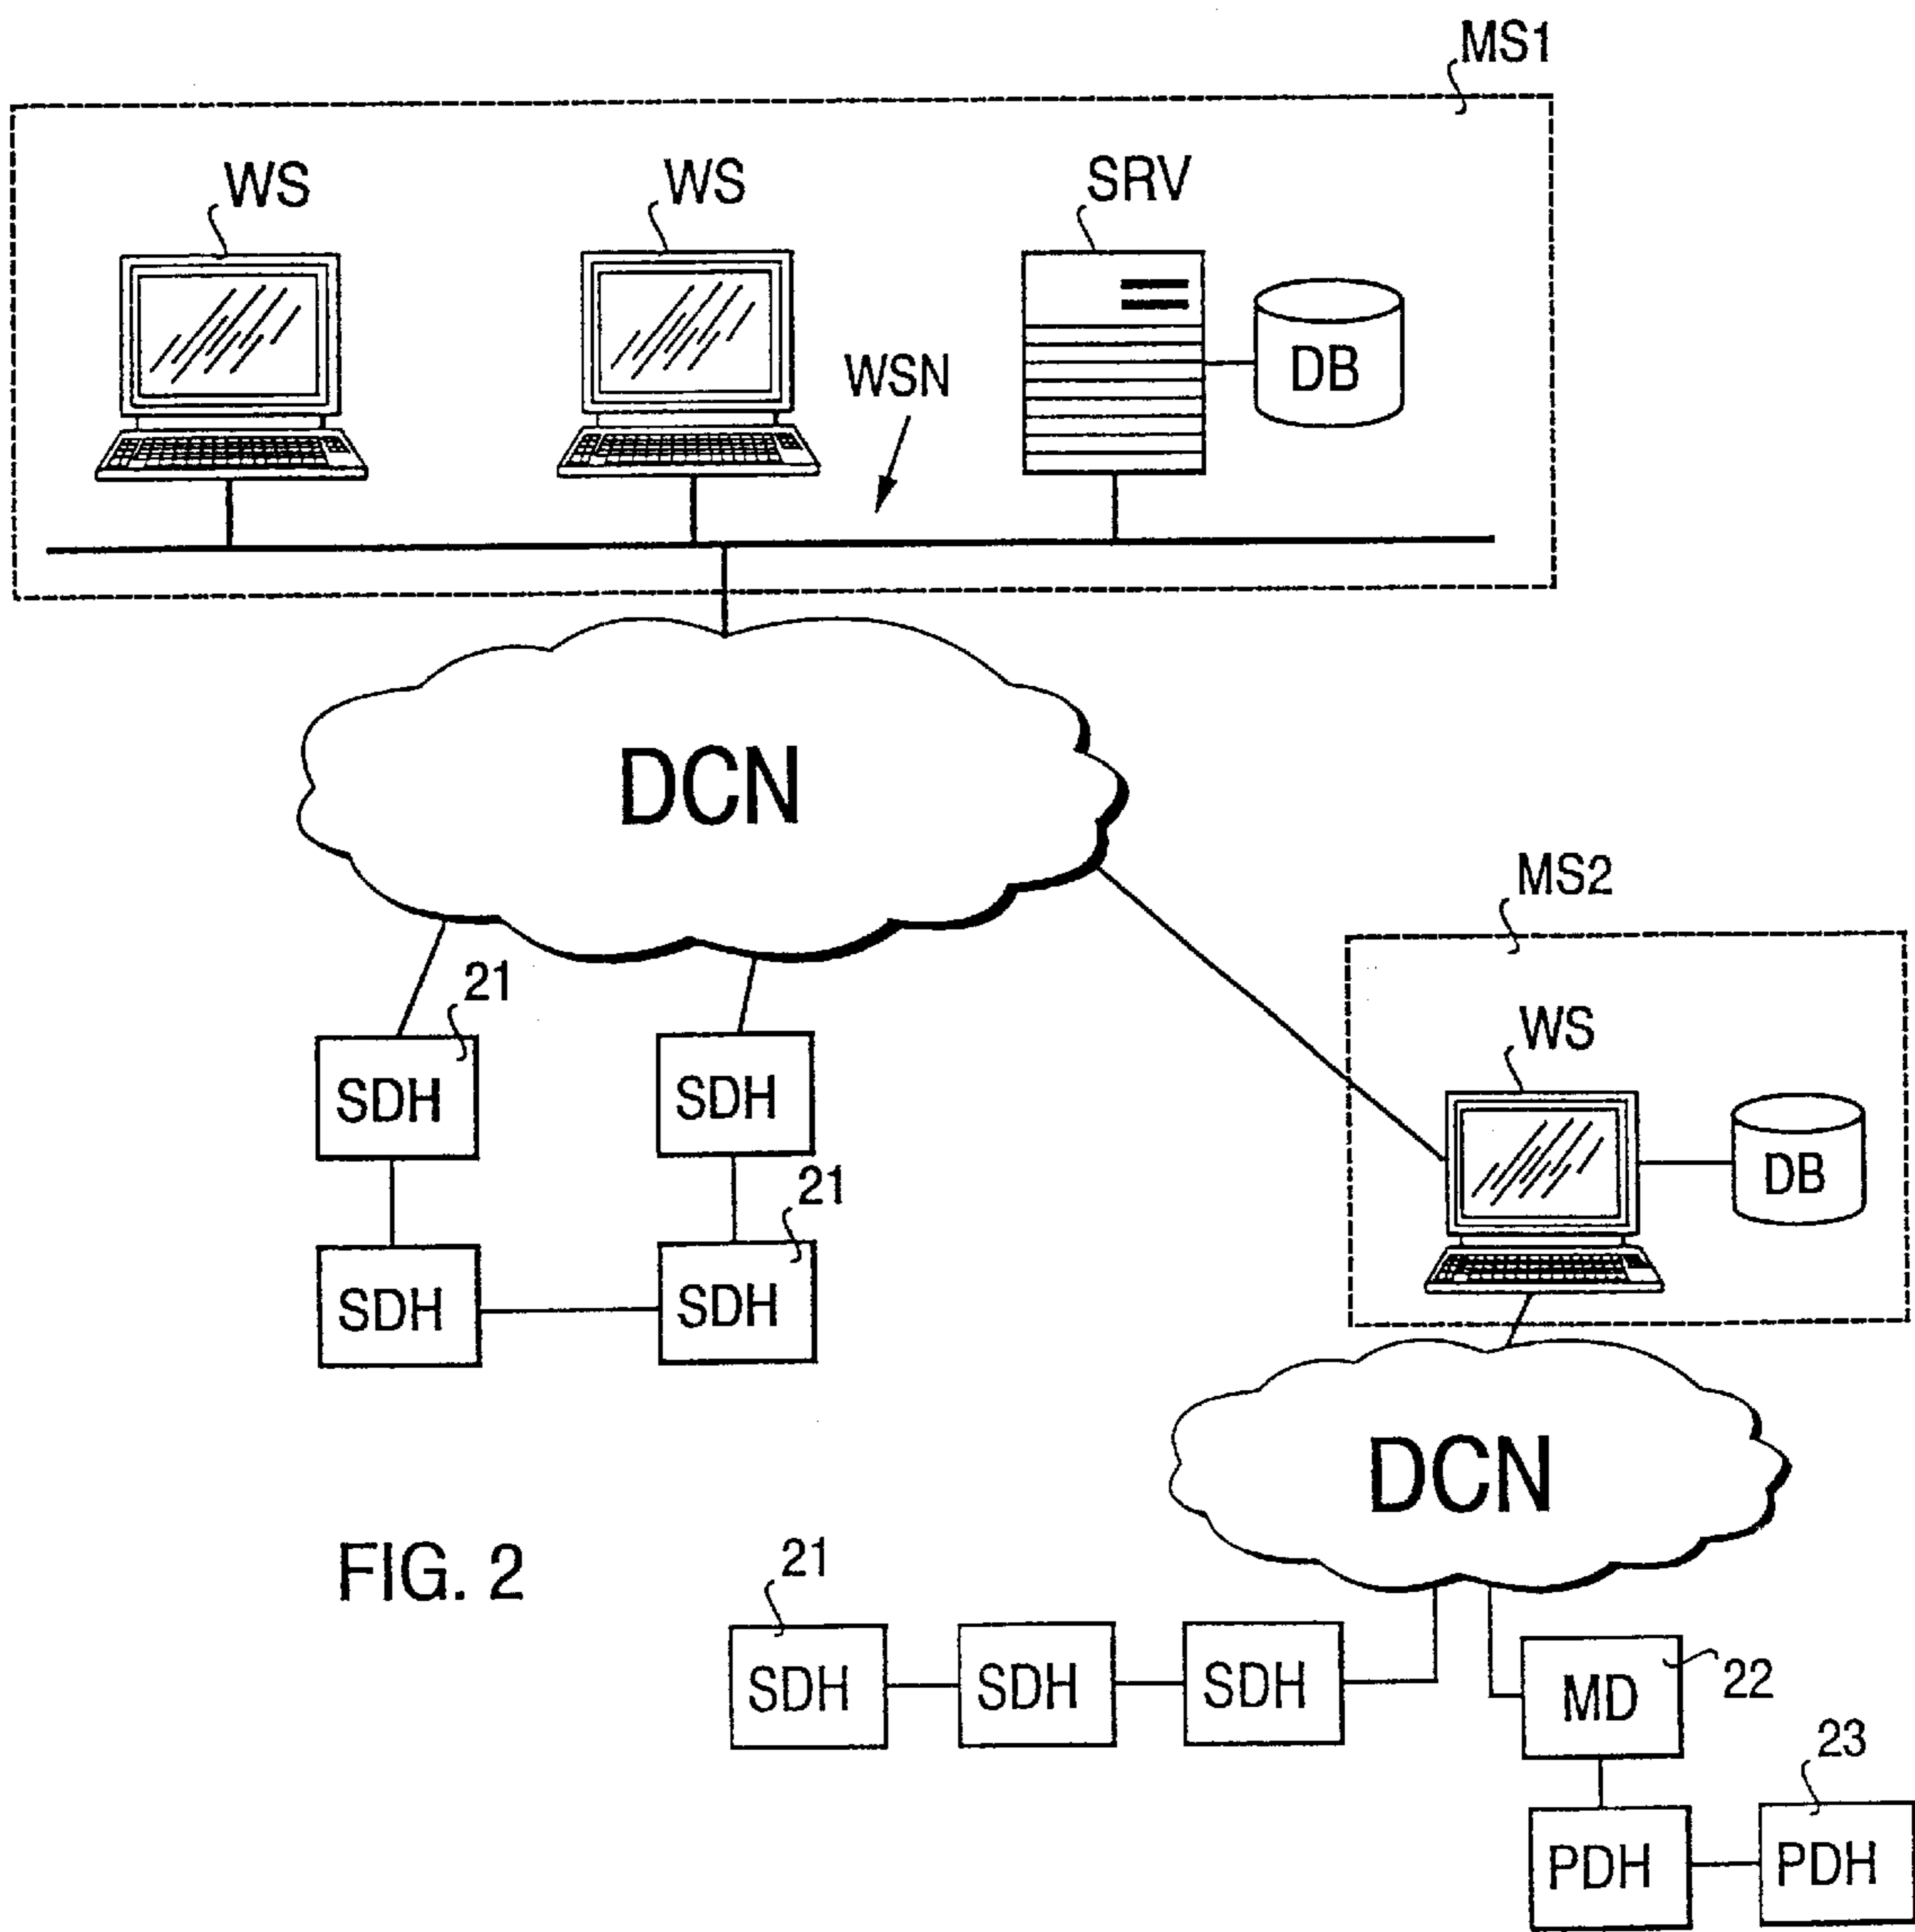 MS1
WS
WS
SRV
WSN
DB
DCN
MS2
21
WS
SDH
SDH
DB
21
SDH
SDH
DCN
FIG. 2
21
SDH
SDH
SDH
MD
22
23
PDH
PDH